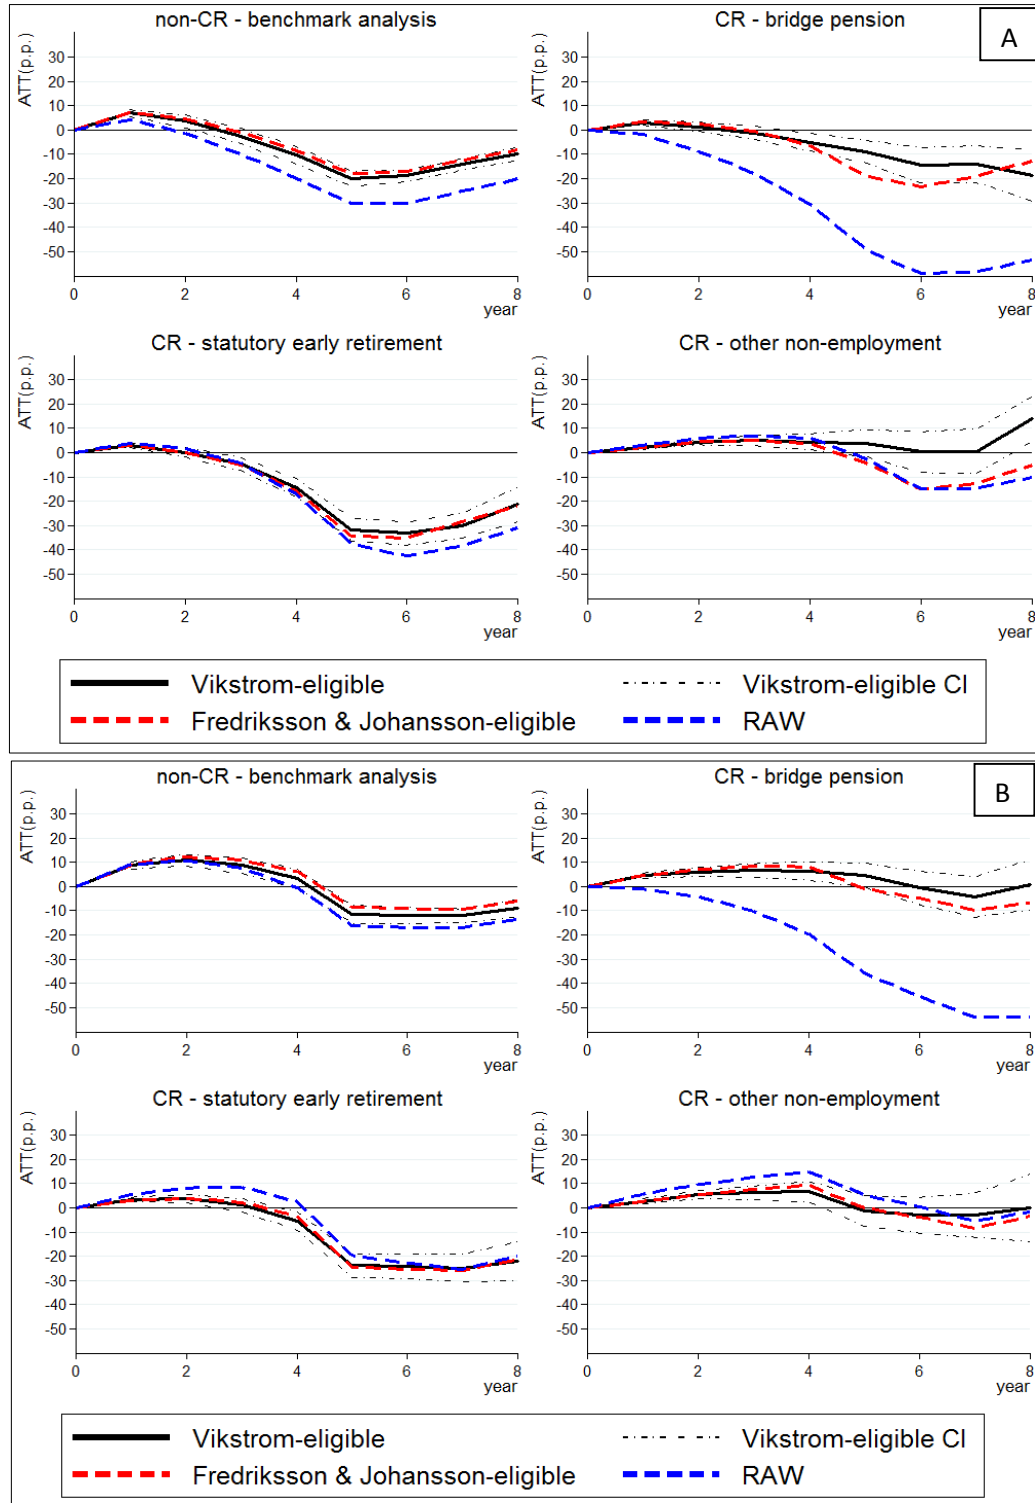 non-CR - benchmark analysis
ATT(p.p.)
30
20
10
0
-10
-20
-30
-40
-50
0 2 4 6 8
year
CR - bridge pension
A
ATT(p.p.)
30
20
10
0
-10
-20
-30
-40
-50
0 2 4 6 8
year
CR - statutory early retirement
ATT(p.p.)
30
20
10
0
-10
-20
-30
-40
-50
0 2 4 6 8
year
CR - other non-employment
ATT(p.p.)
30
20
10
0
-10
-20
-30
-40
-50
0 2 4 6 8
year
Vikstrom-eligible Vikstrom-eligible CI
Fredriksson & Johansson-eligible RAW
non-CR - benchmark analysis
ATT(p.p.)
30
20
10
0
-10
-20
-30
-40
-50
0 2 4 6 8
year
CR - bridge pension
B
ATT(p.p.)
30
20
10
0
-10
-20
-30
-40
-50
0 2 4 6 8
year
CR - statutory early retirement
ATT(p.p.)
30
20
10
0
-10
-20
-30
-40
-50
0 2 4 6 8
year
CR - other non-employment
ATT(p.p.)
30
20
10
0
-10
-20
-30
-40
-50
0 2 4 6 8
year
Vikstrom-eligible Vikstrom-eligible CI
Fredriksson & Johansson-eligible RAW